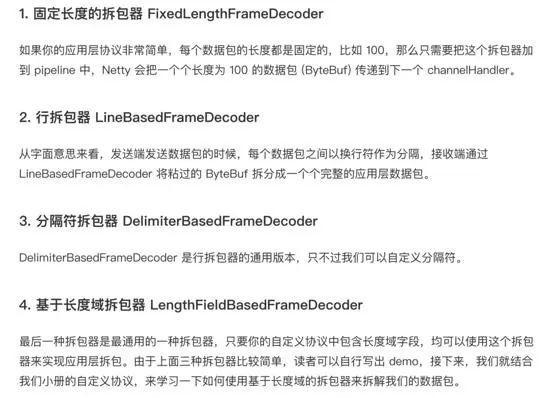 1. 固定长度的拆包器 FixedLengthFrameDecoder
如果你的应用层协议非常简单，每个数据包的长度都是固定的，比如 100，那么只需要把这个拆包器加
到 pipeline 中，Netty 会把一个个长度为 100 的数据包 (ByteBuf) 传递到下一个 channelHandler。
2. 行拆包器 LineBasedFrameDecoder
从字面意思来看，发送端发送数据包的时候，每个数据包之间以换行符作为分隔，接收端通过
LineBasedFrameDecoder 将粘过的 ByteBuf 拆分成一个个完整的应用层数据包。
3. 分隔符拆包器 DelimiterBasedFrameDecoder
DelimiterBasedFrameDecoder 是行拆包器的通用版本，只不过我们可以自定义分隔符。
4. 基于长度域拆包器 LengthFieldBasedFrameDecoder
最后一种拆包器是最通用的一种拆包器，只要你的自定义协议中包含长度域字段，均可以使用这个拆包
器来实现应用层拆包。由于上面三种拆包器比较简单，读者可以自行写出 demo，接下来，我们就结合
我们小册的自定义协议，来学习一下如何使用基于长度域的拆包器来拆解我们的数据包。